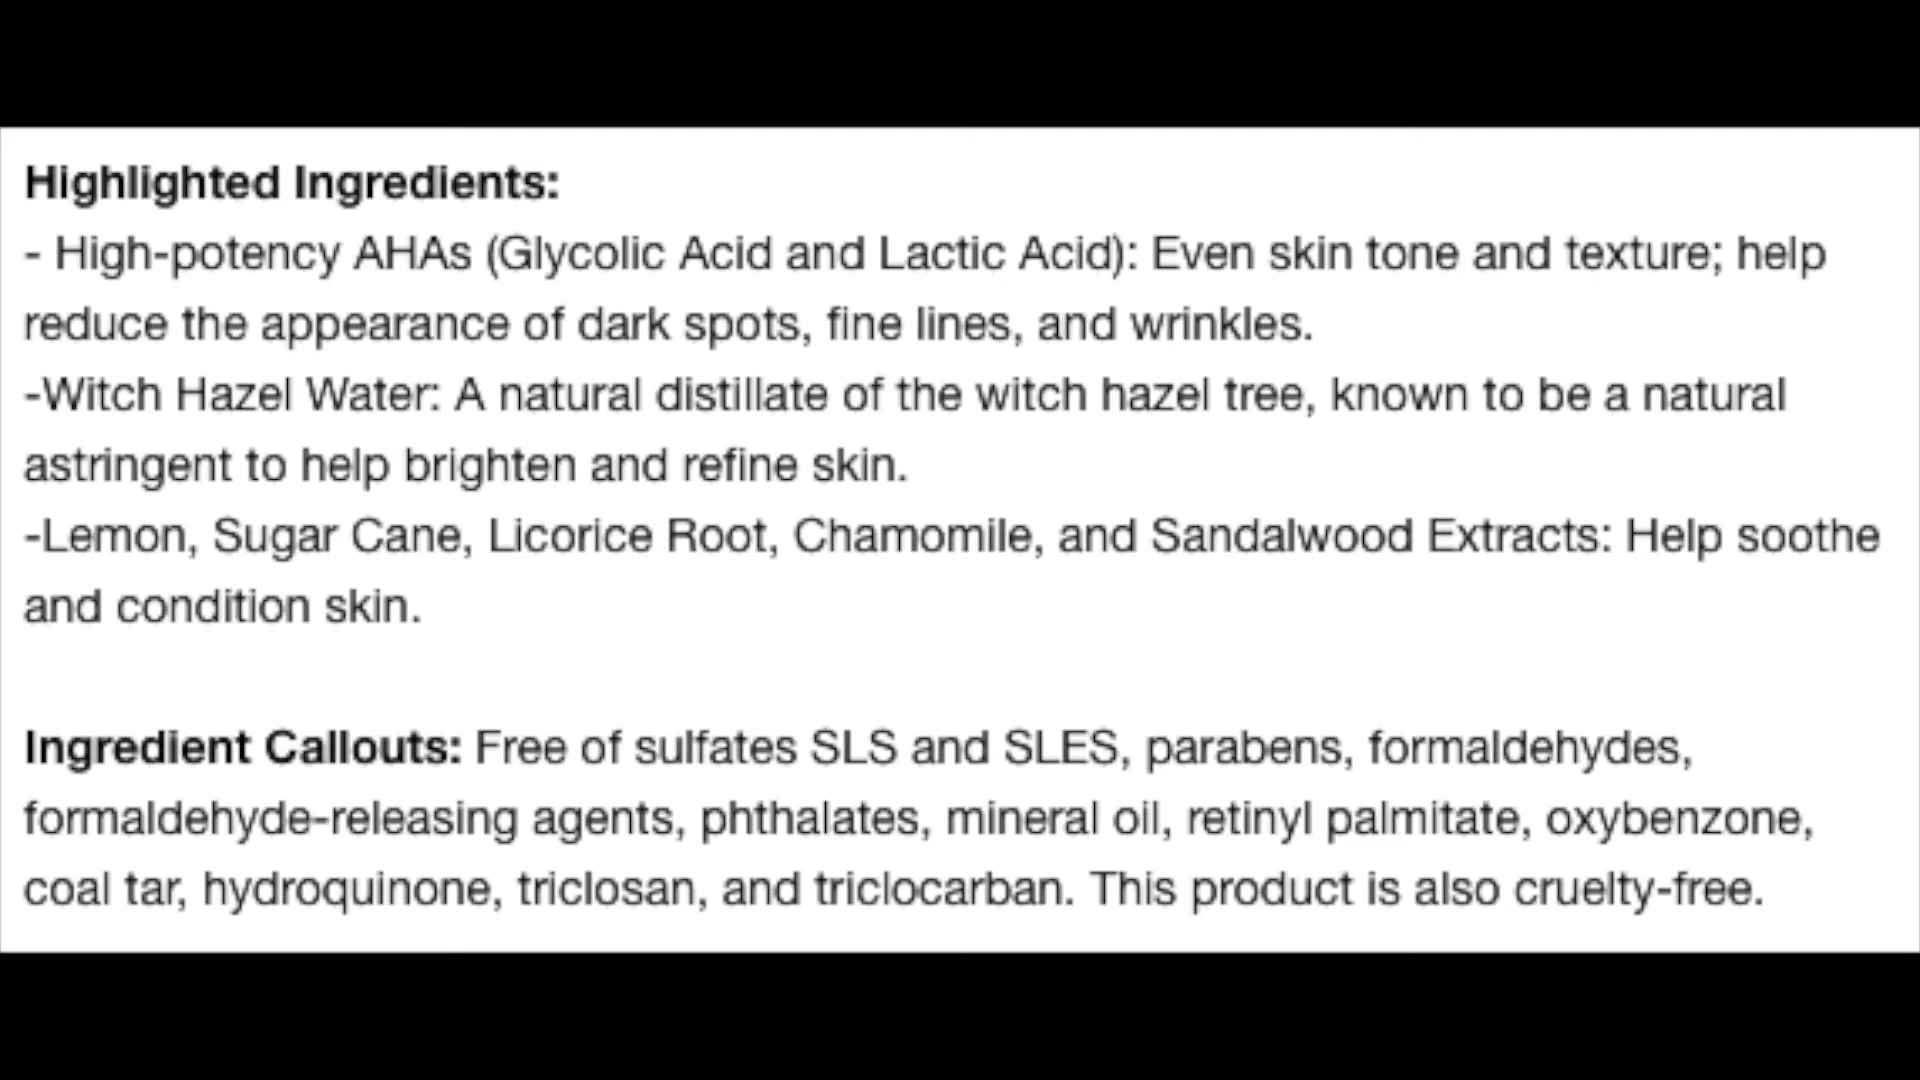 Highlighted Ingredients:
- High-potency AHAs (Glycolic Acid and Lactic Acid): Even skin tone and texture; help
reduce the appearance of dark spots, fine lines, and wrinkles.
-Witch Hazel Water: A natural distillate of the witch hazel tree, known to be a natural
astringent to help brighten and refine skin.
-Lemon, Sugar Cane, Licorice Root, Chamomile, and Sandalwood Extracts: Help soothe
and condition skin.
Ingredient Callouts: Free of sulfates SLS and SLES, parabens, formaldehydes,
formaldehyde-releasing agents, phthalates, mineral oil, retinyl palmitate, oxybenzone,
coal tar, hydroquinone, triclosan, and triclocarban. This product is also cruelty-free.